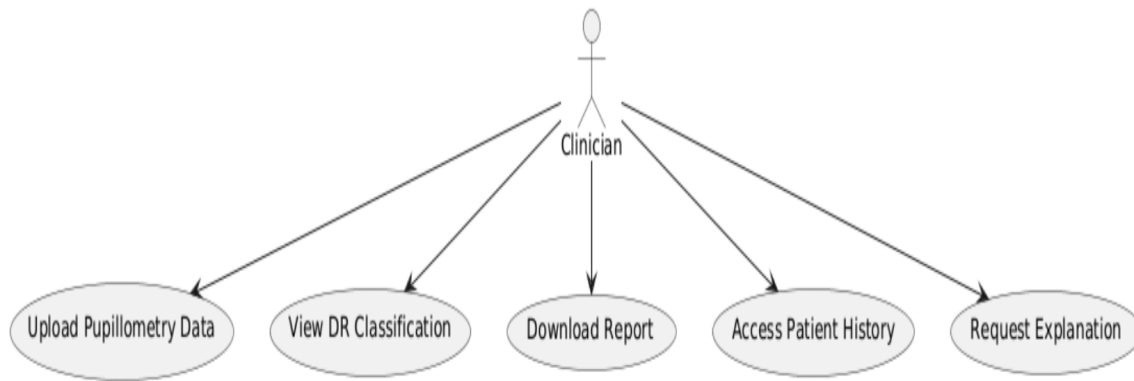 Clinician
Upload Pupillometry Data
View DR Classification
Download Report
Access Patient History
Request Explanation